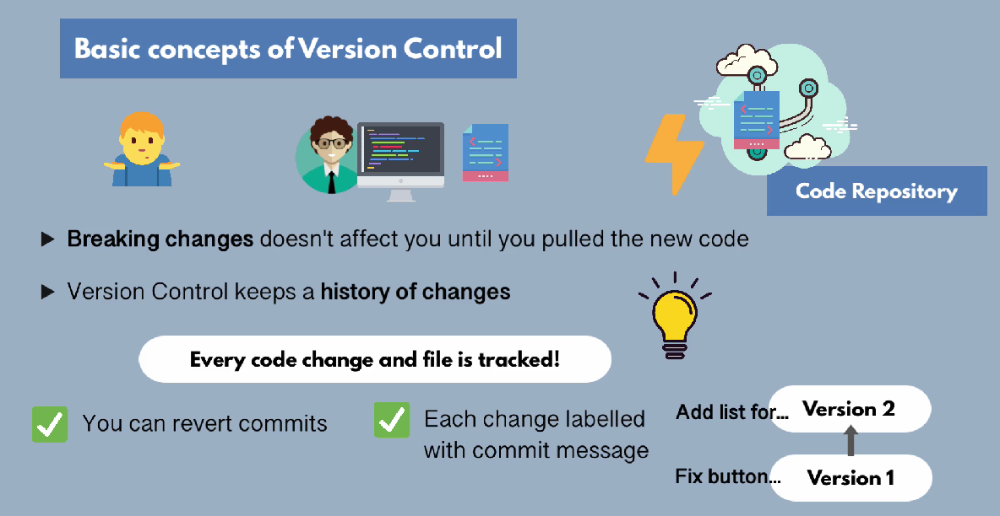 Basic concepts of Version Control
Code Repository
Breaking changes doesn't affect you until you pulled the new code
Version Control keeps a history of changes
Every code change and file is tracked!
You can revert commits
Each change labelled
with commit message
Add list for... Version 2
Fix button... Version 1